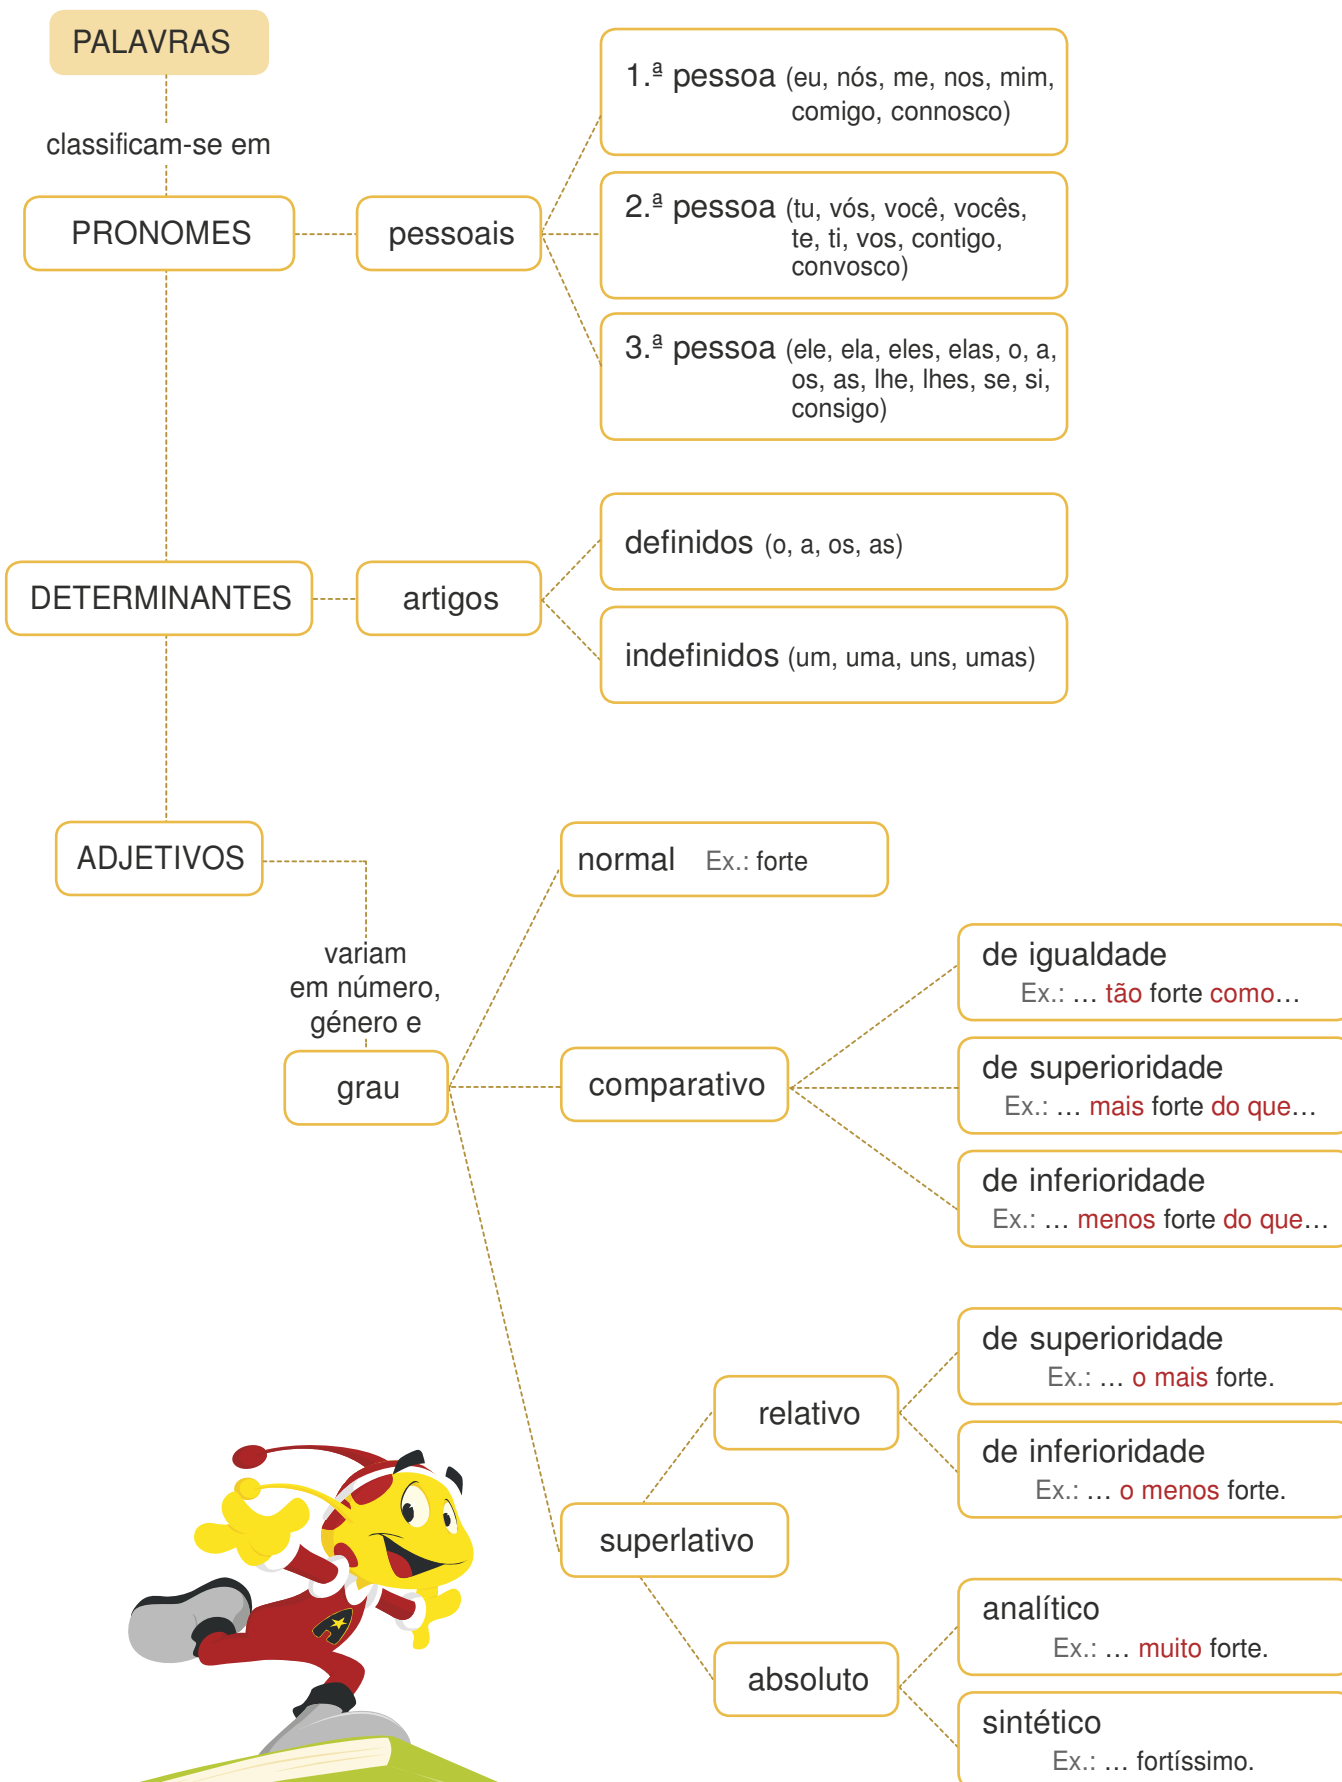 PALAVRAS
classificam-se em
PRONOMES
pessoais
1.ª pessoa (eu, nós, me, nos, mim,
comigo, connosco)
2.ª pessoa (tu, vós, você, vocês,
te, ti, vos, contigo,
convosco)
3.ª pessoa (ele, ela, eles, elas, o, a,
os, as, lhe, lhes, se, si,
consigo)
DETERMINANTES
artigos
definidos (o, a, os, as)
indefinidos (um, uma, uns, umas)
ADJETIVOS
variam
em número,
género e
grau
normal Ex.: forte
comparativo
de igualdade
Ex.: … tão forte como…
de superioridade
Ex.: … mais forte do que…
de inferioridade
Ex.: … menos forte do que…
superlativo
relativo
de superioridade
Ex.: … o mais forte.
de inferioridade
Ex.: … o menos forte.
absoluto
analítico
Ex.: … muito forte.
sintético
Ex.: … fortíssimo.